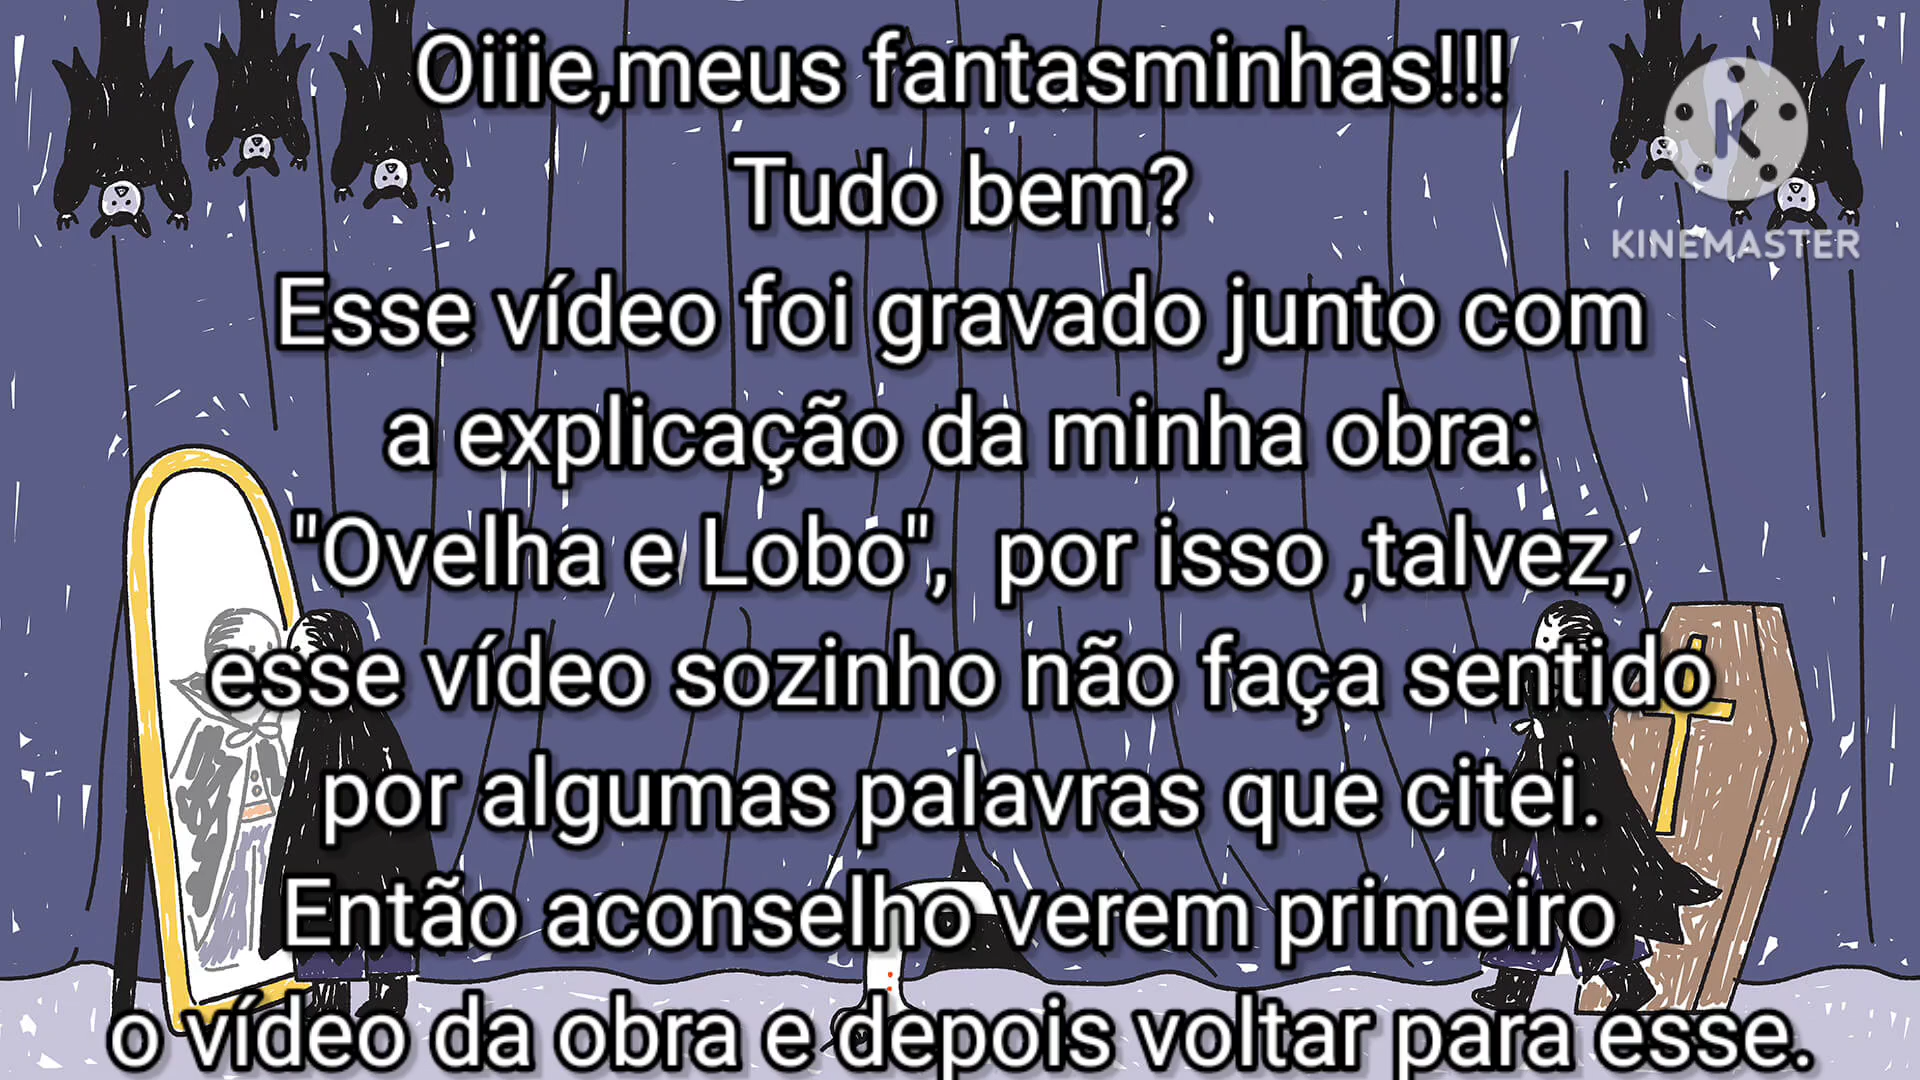 Oiiie,meus fantasminhas!!!
Tudo bem?
Esse vídeo foi gravado junto com
a explicação da minha obra:
"Ovelha e Lobo", por isso ,talvez,
esse vídeo sozinho não faça sentido
por algumas palavras que citei.
Então aconselho verem primeiro
o vídeo da obra e depois voltar para esse.
K
KINEMASTER